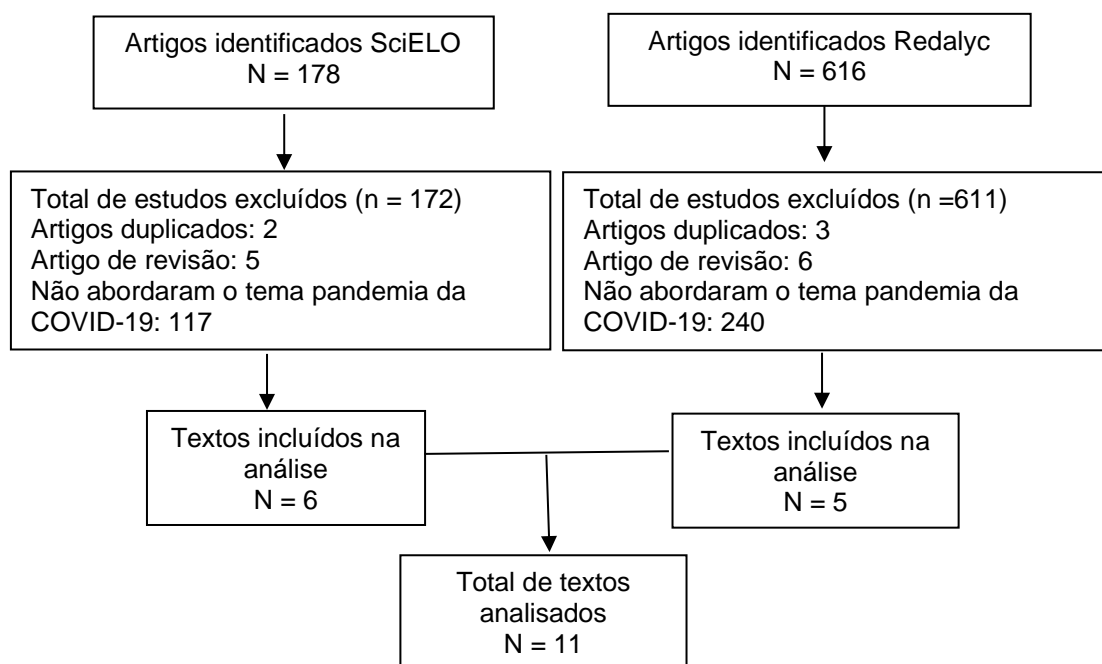 Artigos identificados SciELO
N = 178
Artigos identificados Redalyc
N = 616
Total de estudos excluídos (n = 172)
Artigos duplicados: 2
Artigo de revisão: 5
Não abordaram o tema pandemia da
COVID-19: 117
Total de estudos excluídos (n =611)
Artigos duplicados: 3
Artigo de revisão: 6
Não abordaram o tema pandemia da
COVID-19: 240
Textos incluídos na
análise
N = 6
Textos incluídos na
análise
N = 5
Total de textos
analisados
N = 11